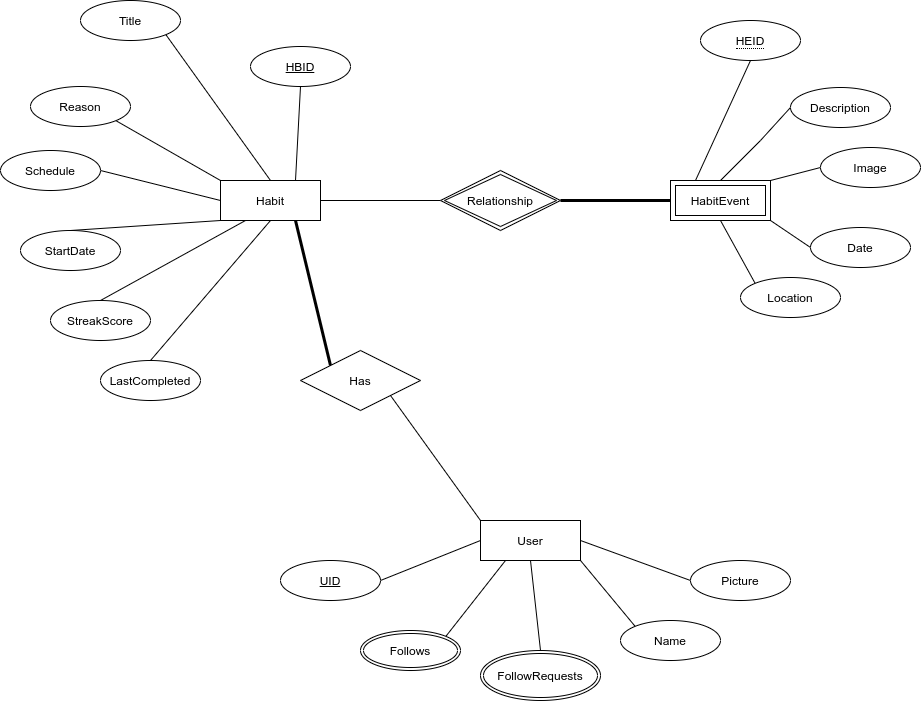 Title
HEID
HBID
Reason
Description
Schedule
Image
Habit
Relationship
HabitEvent
StartDate
Date
Location
StreakScore
LastCompleted
Has
User
UID
Picture
Name
Follows
FollowRequests